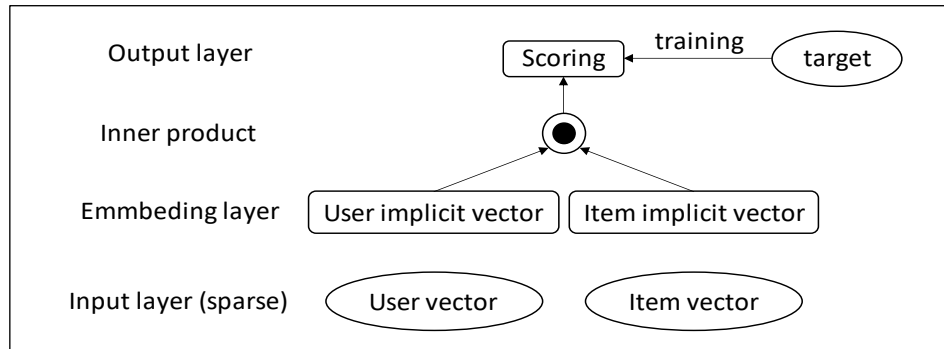 Output layer
Scoring
training
target
Inner product
Emmbeding layer
User implicit vector
Item implicit vector
Input layer (sparse)
User vector
Item vector